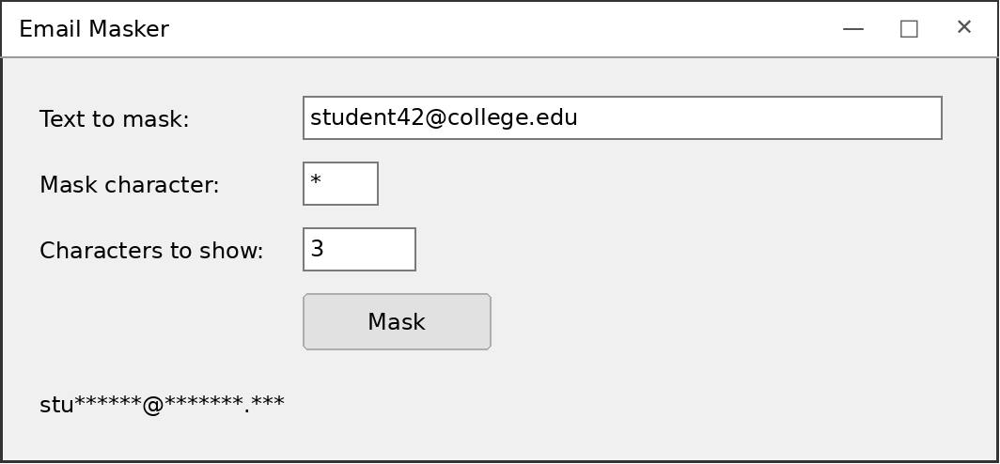 Email Masker
Text to mask: student42@college.edu
Mask character: *
Characters to show: 3
Mask
stu******@*******.***